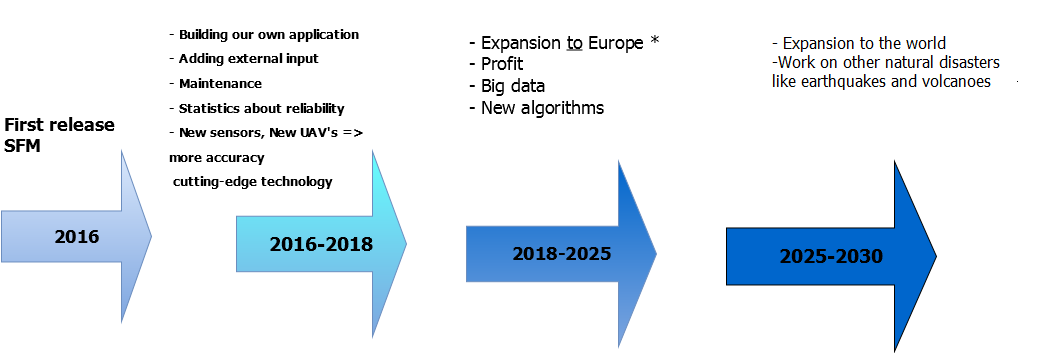 First release
SFM
2016
- Building our own application
- Adding external input
- Maintenance
- Statistics about reliability
- New sensors, New UAV's =>
more accuracy
cutting-edge technology
2016-2018
- Expansion to Europe *
- Profit
- Big data
- New algorithms
2018-2025
- Expansion to the world
-Work on other natural disasters
like earthquakes and volcanoes
2025-2030